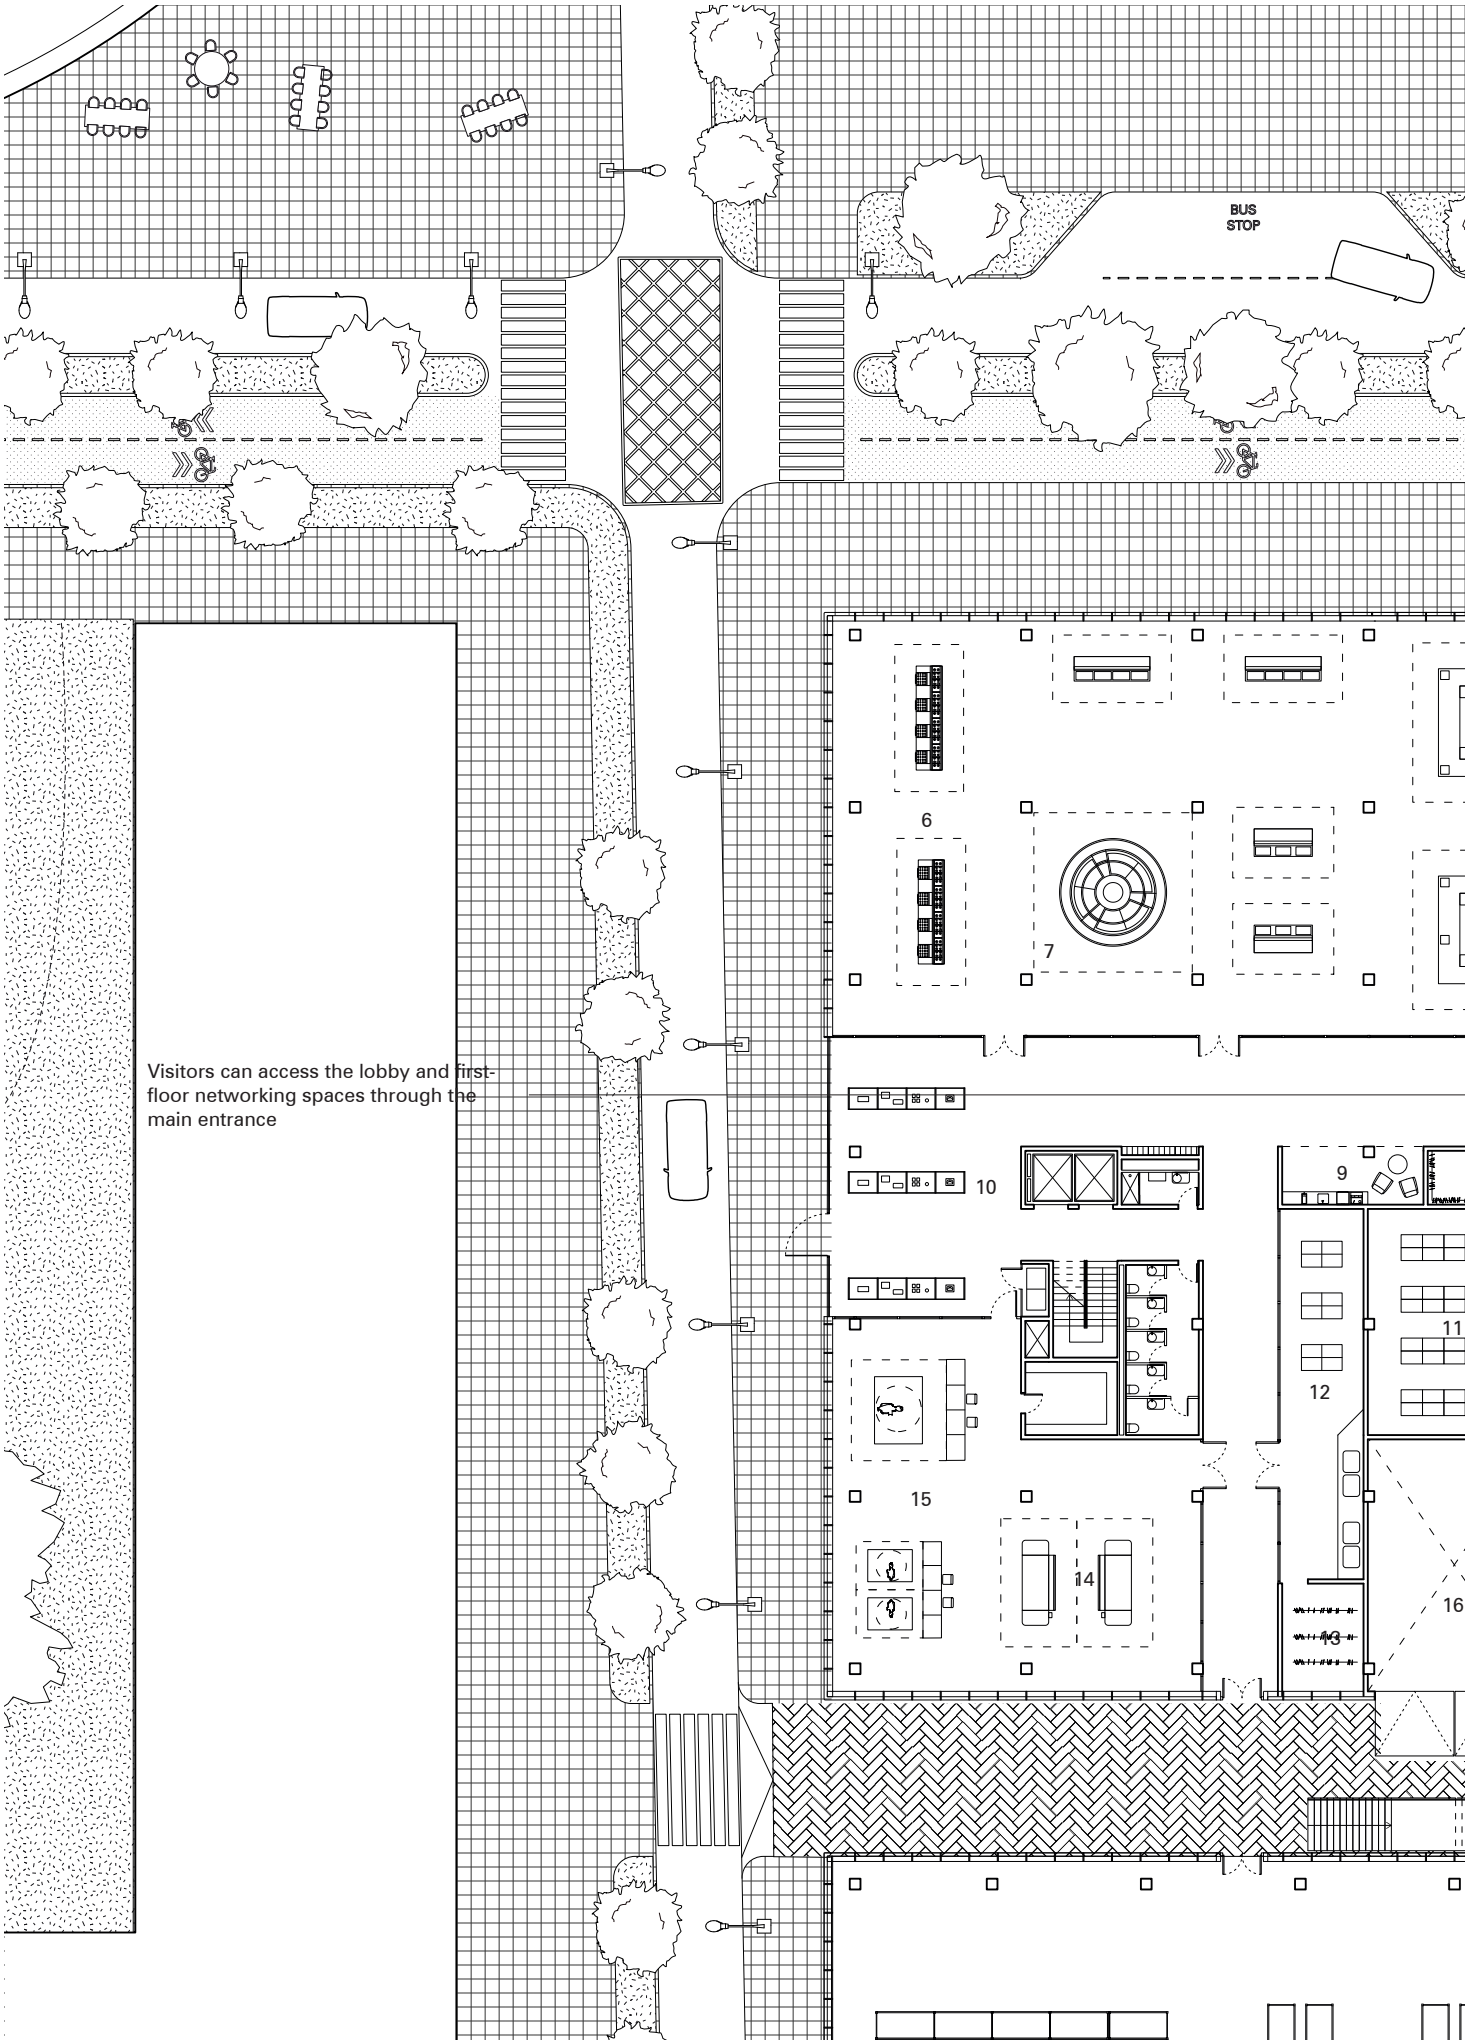 BUS
STOP
6
7
Visitors can access the lobby and first-
floor networking spaces through the
main entrance
9
10
11
12
15
14
16
13